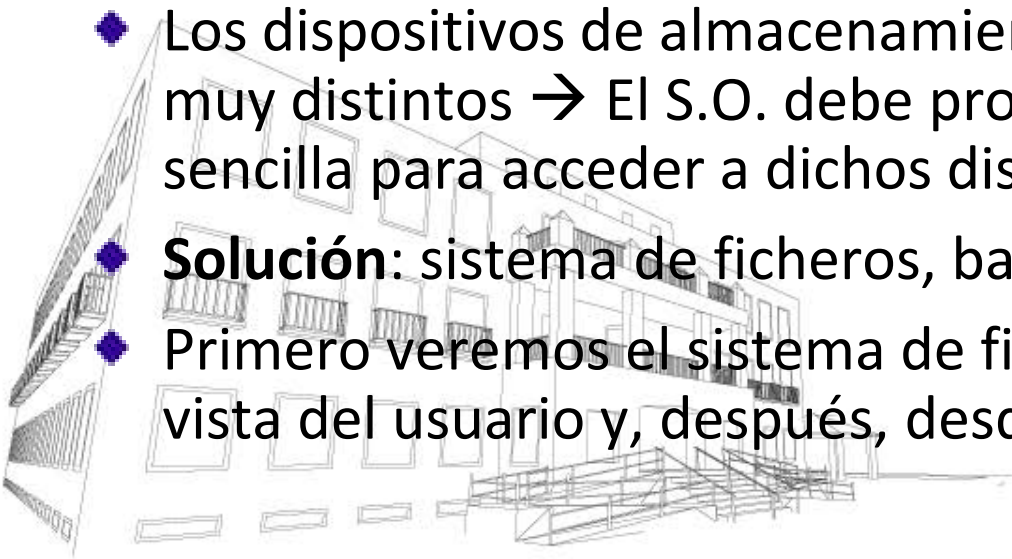 Los dispositivos de almacenamie
muy distintos → El S.O. debe pro
sencilla para acceder a dichos dis
Solución: sistema de ficheros, ba
Primero veremos el sistema de fi
vista del usuario y, después, desd